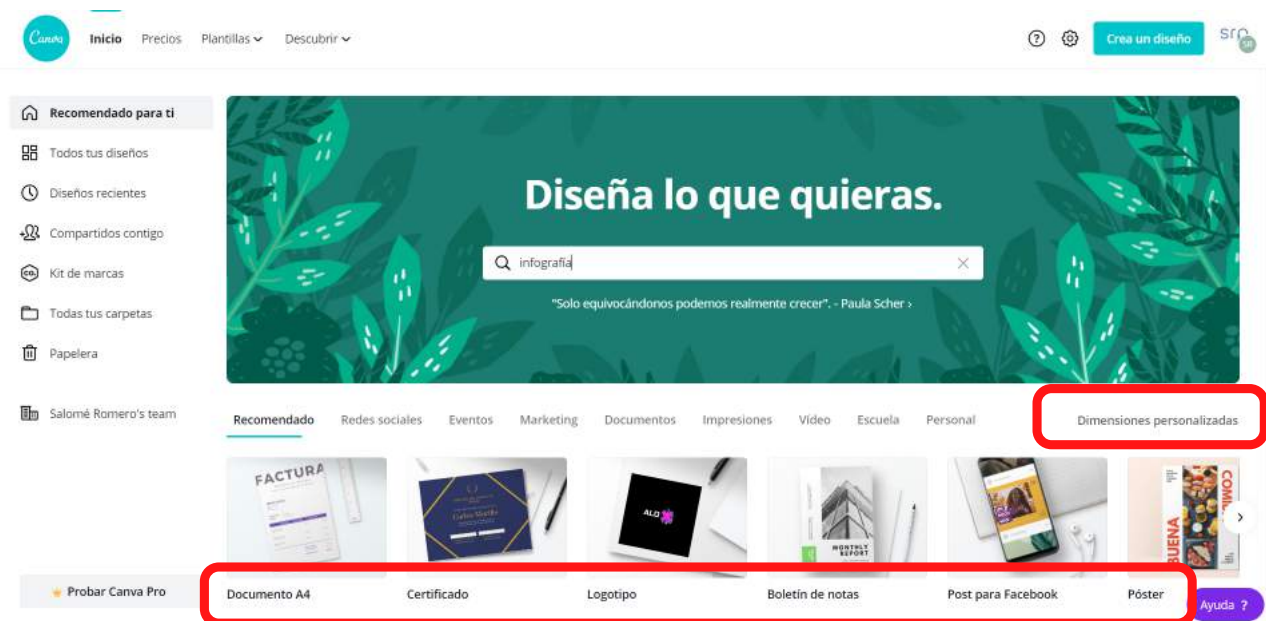 Canva
Inicio Precios Plantillas Descubrir
Crea un diseño
SR
Recomendado para ti
Todos tus diseños
Diseños recientes
Compartidos contigo
Kit de marcas
Todas tus carpetas
Papelera
Salomé Romero's team
Probar Canva Pro
Diseña lo que quieras.
infografía
"Solo equivocándonos podemos realmente crecer". - Paula Scher ›
Recomendado Redes sociales Eventos Marketing Documentos Impresiones Vídeo Escuela Personal Dimensiones personalizadas
FACTURA
ALO
MONTHLY
REPORT
BUENA
Documento A4 Certificado Logotipo Boletín de notas Post para Facebook Póster
Ayuda ?